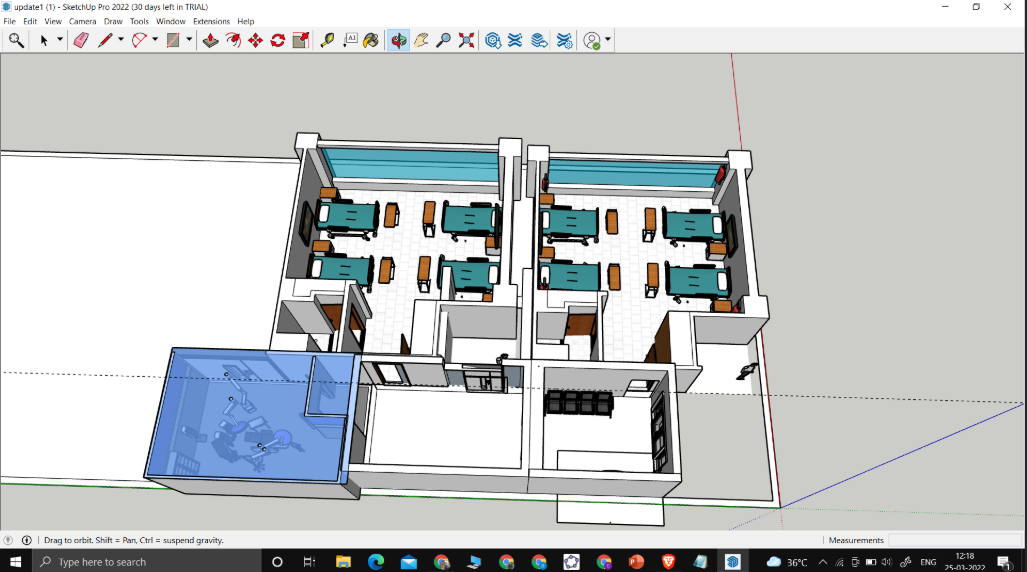 update1 (1) - SketchUp Pro 2022 (30 days left in TRIAL)
File Edit View Camera Draw Tools Window Extensions Help
A1
Drag to orbit. Shift = Pan, Ctrl = suspend gravity.
Measurements
Type here to search
36°C
ENG
12:18
25-03-2022
1